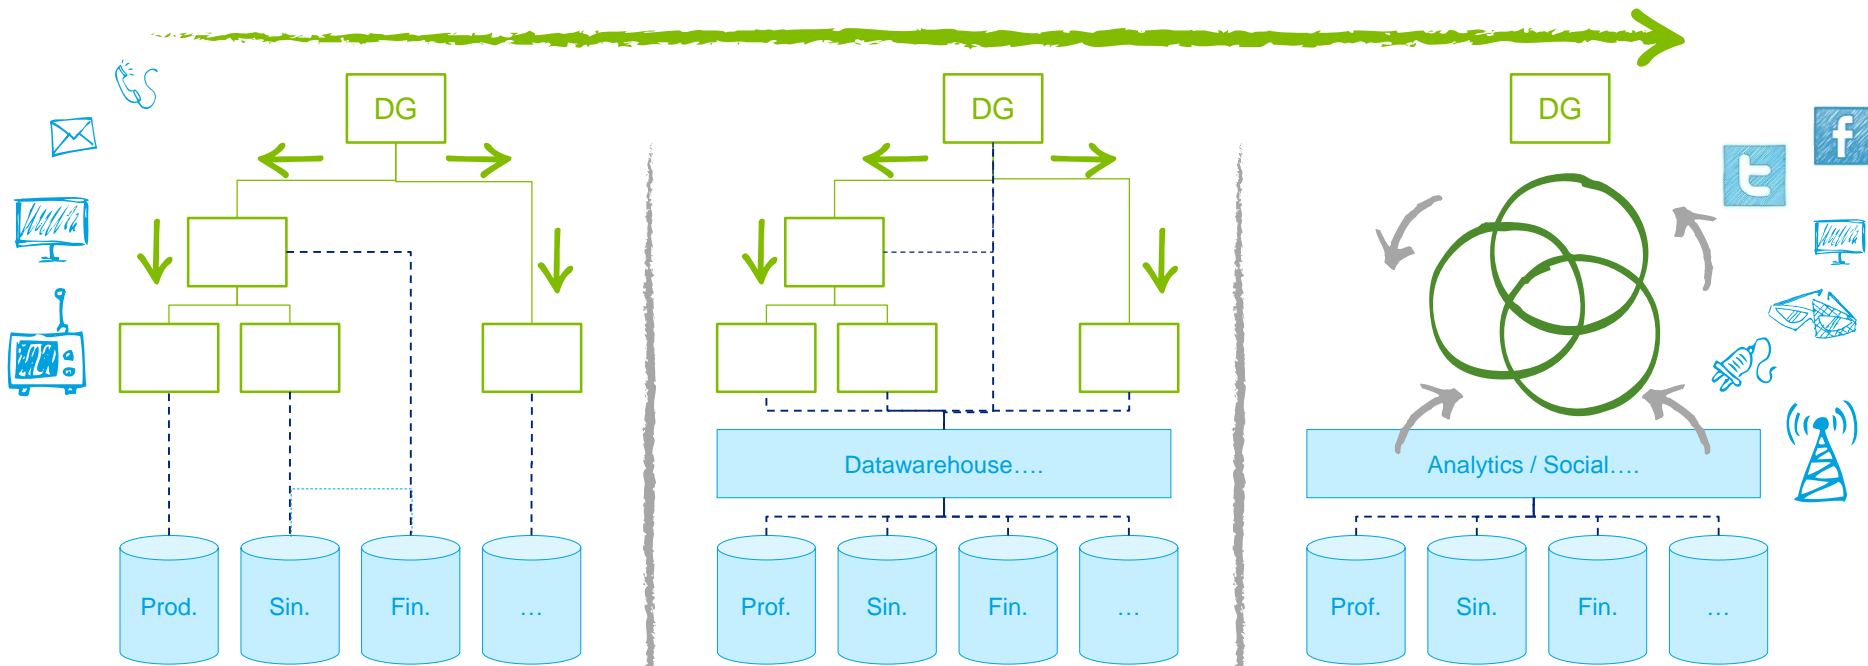 DG
DG
DG
Datawarehouse….
Analytics / Social….
Prod.
Sin.
Fin.
…
Prof.
Sin.
Fin.
…
Prof.
Sin.
Fin.
…